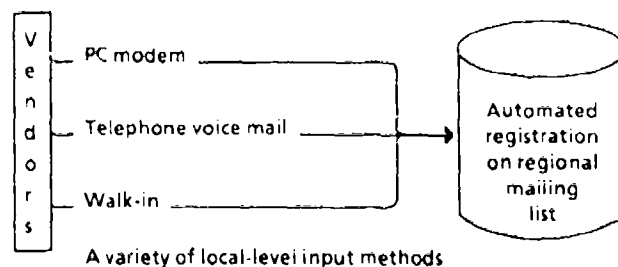 Vendors
PC modem
Telephone voice mail
Walk-in
A variety of local-level input methods
Automated
registration
on regional
mailing
list